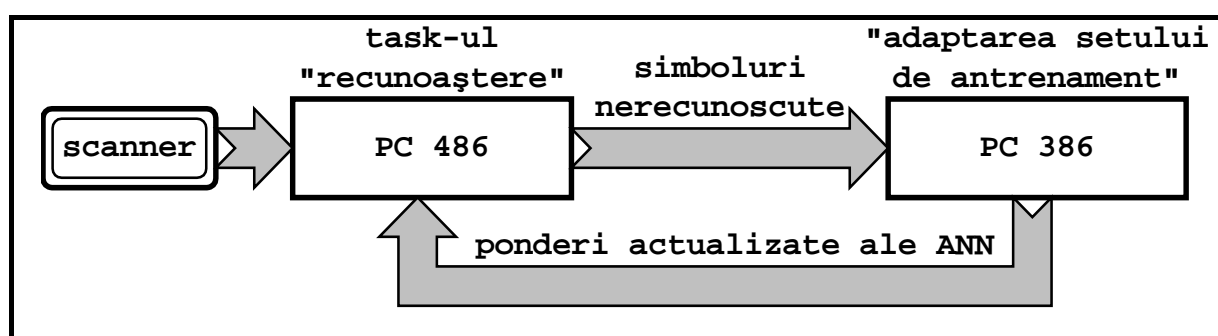 task-ul
"recunoaştere"
simboluri
nerecunoscute
"adaptarea setului
de antrenament"
scanner
PC 486
PC 386
ponderi actualizate ale ANN